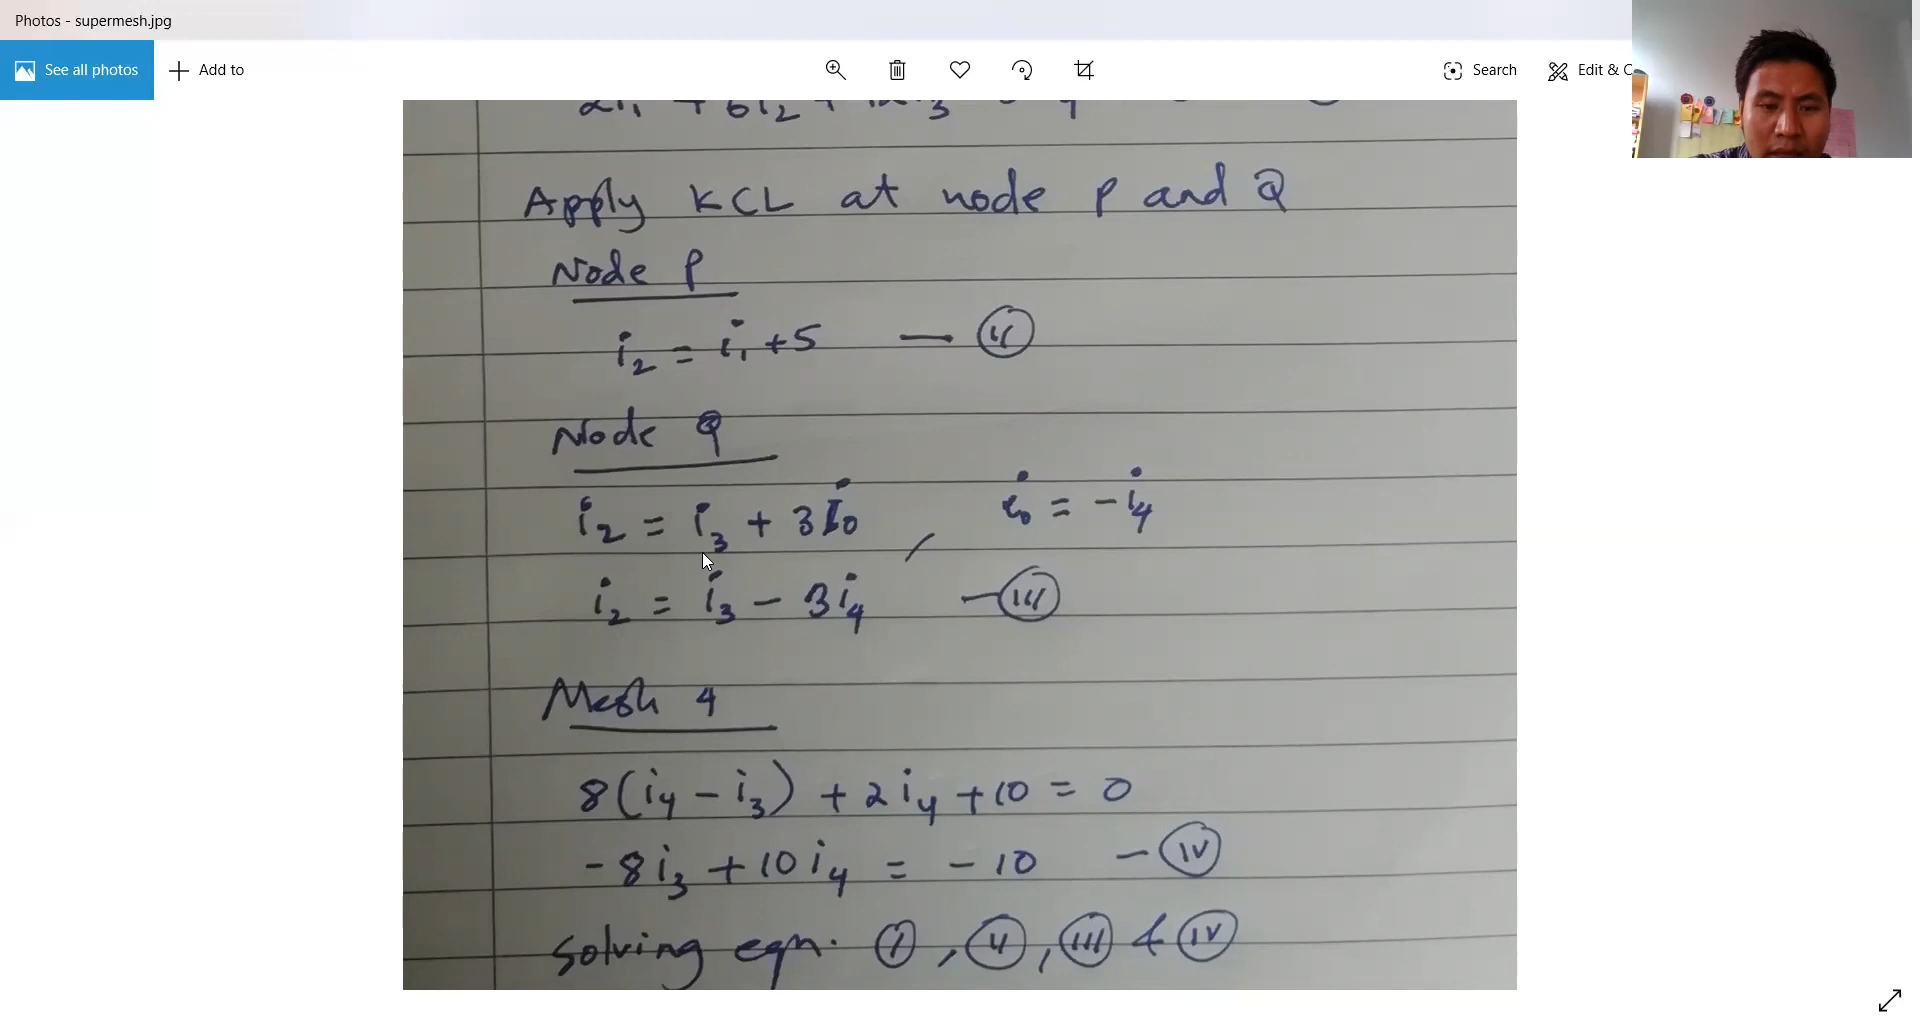 Photos - supermesh.jpg
See all photos
Add to
Search
Edit & C
Apply KCL at node P and Q
Node P
i₂ = i₁ + 5 — (II)
Node Q
i₂ = i₃ + 3I₀ , i₀ = -i₄
i₂ = i₃ - 3i₄ — (III)
Mesh 4
8(i₄ - i₃) + 2i₄ + 10 = 0
-8i₃ + 10i₄ = -10 — (IV)
Solving eqn. (I), (II), (III) & (IV)